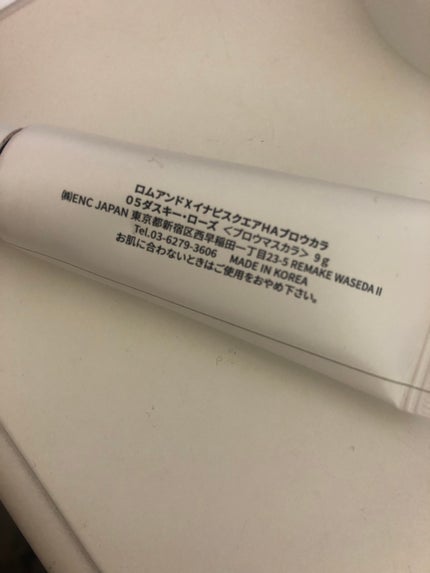 ロムアンドXイナピスクエアHAブロウカラ
05ダスキー・ローズ <ブロウマスカラ> 9g
㈱ENC JAPAN 東京都新宿区西早稲田一丁目23-5 REMAKE WASEDA II
Tel.03-6279-3606 MADE IN KOREA
お肌に合わないときはご使用をおやめ下さい。